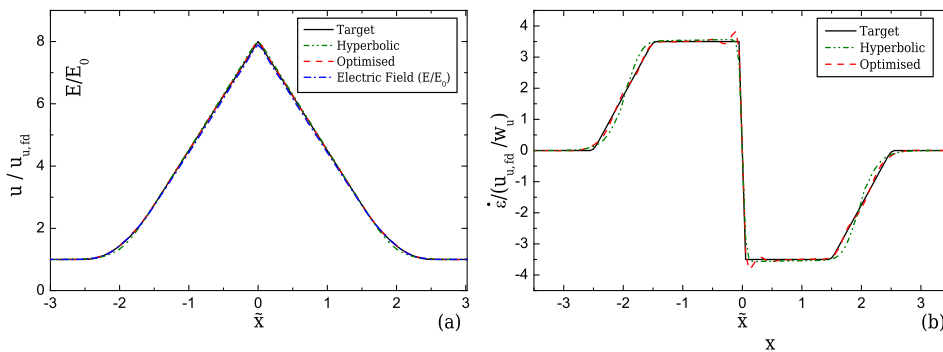 8
6
4
2
0
-3
-2
-1
0
1
2
3
u / u_{u,fd}
E/E_0
x̃
(a)
Target
Hyperbolic
Optimised
Electric Field (E/E_0)
4
3
2
1
0
-1
-2
-3
-4
-3
-2
-1
0
1
2
3
ε̇/(u_{u,fd} /w_u)
x̃
x
(b)
Target
Hyperbolic
Optimised